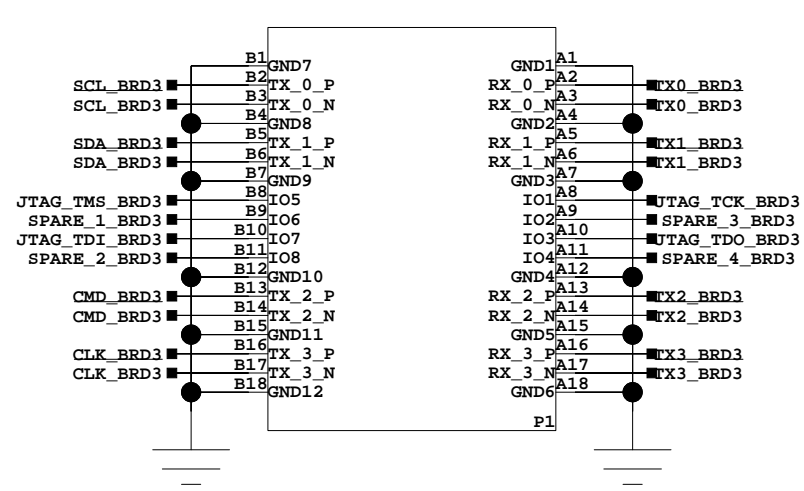 B1 GND7 GND1 A1
SCL_BRD3 B2 TX_0_P RX_0_P A2 TX0_BRD3
SCL_BRD3 B3 TX_0_N RX_0_N A3 TX0_BRD3
B4 GND8 GND2 A4
SDA_BRD3 B5 TX_1_P RX_1_P A5 TX1_BRD3
SDA_BRD3 B6 TX_1_N RX_1_N A6 TX1_BRD3
B7 GND9 GND3 A7
JTAG_TMS_BRD3 B8 IO5 IO1 A8 JTAG_TCK_BRD3
SPARE_1_BRD3 B9 IO6 IO2 A9 SPARE_3_BRD3
JTAG_TDI_BRD3 B10 IO7 IO3 A10 JTAG_TDO_BRD3
SPARE_2_BRD3 B11 IO8 IO4 A11 SPARE_4_BRD3
B12 GND10 GND4 A12
CMD_BRD3 B13 TX_2_P RX_2_P A13 TX2_BRD3
CMD_BRD3 B14 TX_2_N RX_2_N A14 TX2_BRD3
B15 GND11 GND5 A15
CLK_BRD3 B16 TX_3_P RX_3_P A16 TX3_BRD3
CLK_BRD3 B17 TX_3_N RX_3_N A17 TX3_BRD3
B18 GND12 GND6 A18
P1